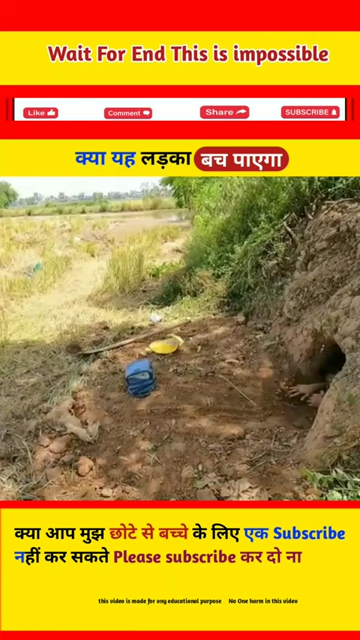 Wait For End This is impossible
Like Comment Share SUBSCRIBE
क्या यह लड़का बच पाएगा
क्या आप मुझ छोटे से बच्चे के लिए एक Subscribe
नहीं कर सकते Please subscribe कर दो ना
this video is made for ony educational purpose No One harm in this video